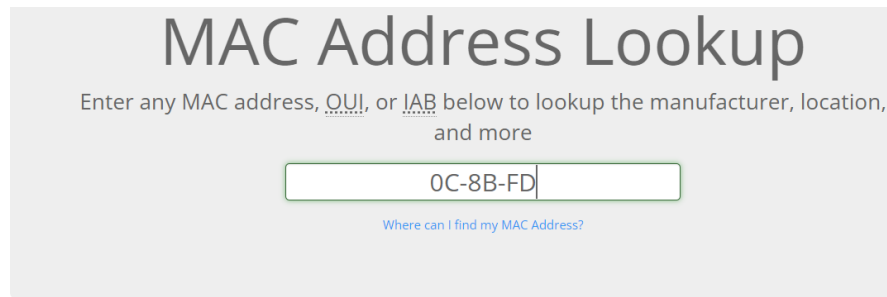 MAC Address Lookup
Enter any MAC address, OUI, or IAB below to lookup the manufacturer, location,
and more
0C-8B-FD
Where can I find my MAC Address?